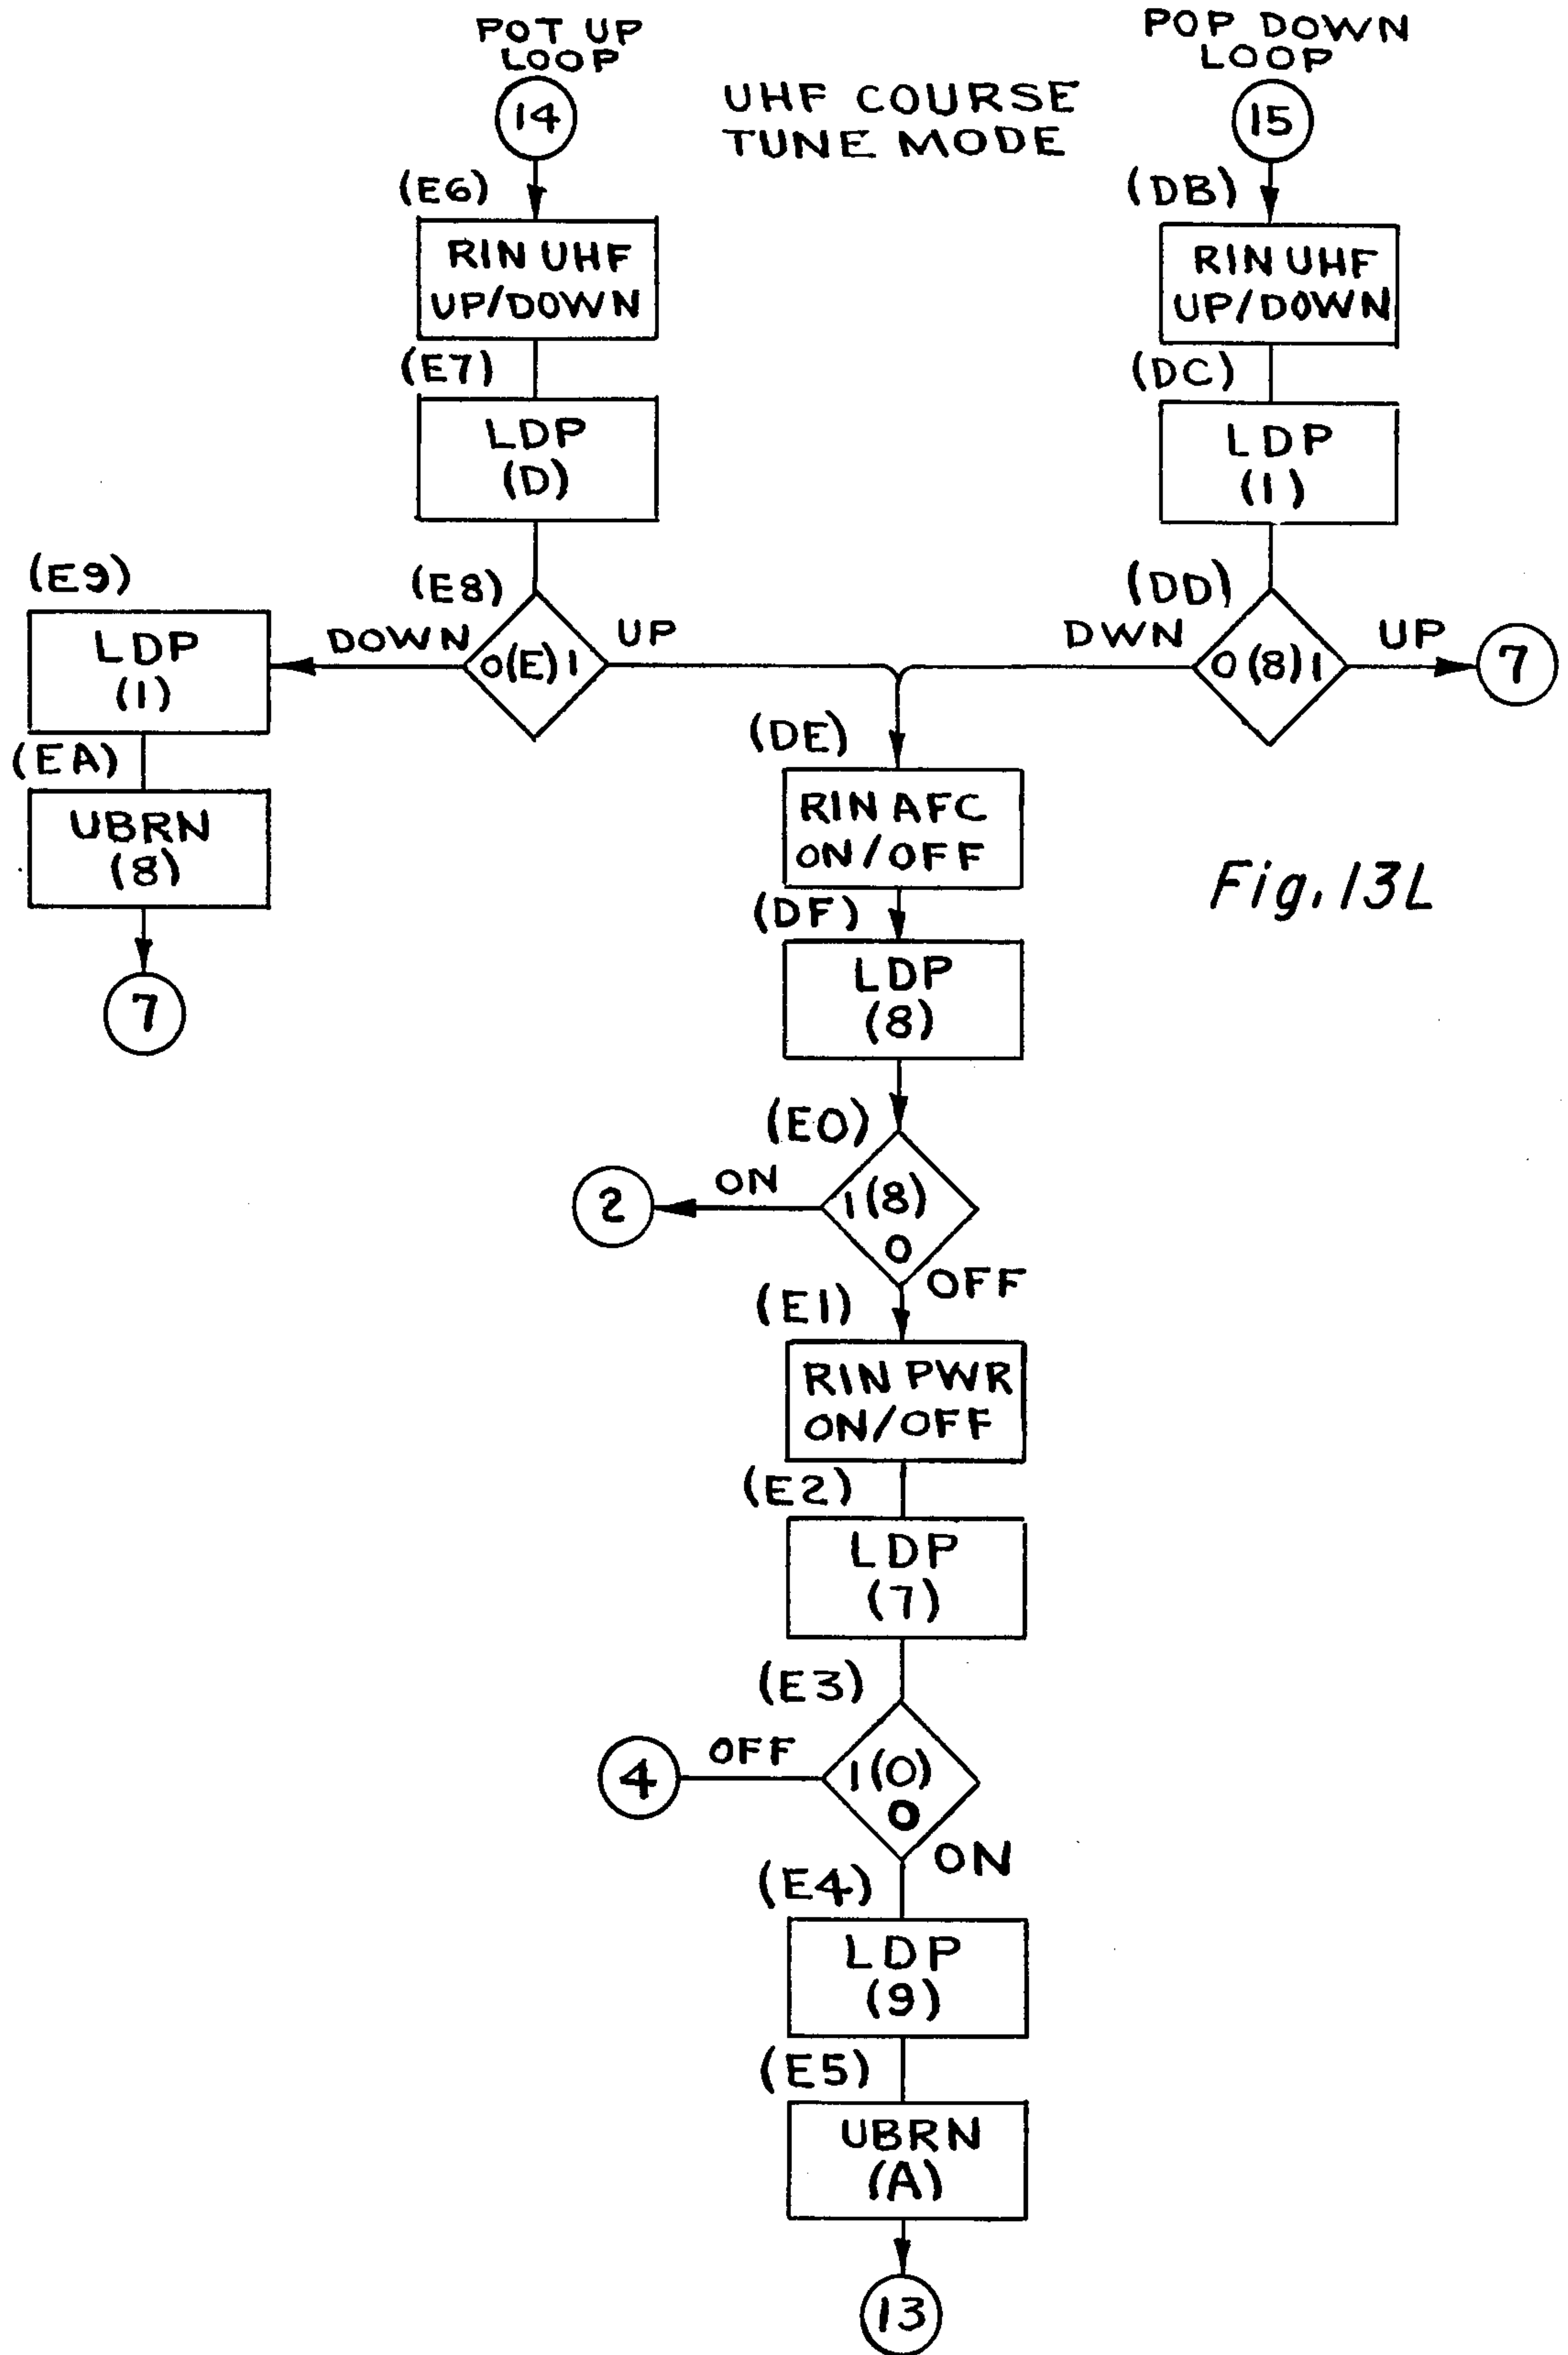 POT UP
LOOP
14
UHF COURSE
TUNE MODE
POP DOWN
LOOP
15
(E6)
RIN UHF
UP/DOWN
(E7)
LDP
(D)
(E8)
0(E)1
DOWN
UP
(E9)
LDP
(1)
(EA)
UBRN
(8)
7
(DB)
RIN UHF
UP/DOWN
(DC)
LDP
(1)
(DD)
0(8)1
DWN
UP
7
(DE)
RIN AFC
ON/OFF
(DF)
LDP
(8)
(E0)
1(8)
0
ON
2
OFF
(E1)
RIN PWR
ON/OFF
(E2)
LDP
(7)
(E3)
1(0)
0
OFF
4
ON
(E4)
LDP
(9)
(E5)
UBRN
(A)
13
Fig. 13L